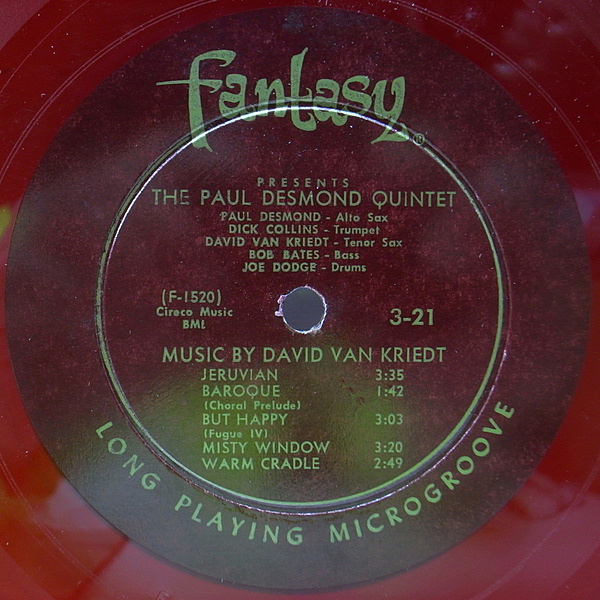 Fantasy®
PRESENTS
THE PAUL DESMOND QUINTET
PAUL DESMOND - Alto Sax
DICK COLLINS - Trumpet
DAVID VAN KRIEDT - Tenor Sax
BOB BATES - Bass
JOE DODGE - Drums
(F-1520)
Cireco Music
BMI
3-21
MUSIC BY DAVID VAN KRIEDT
JERUVIAN 3:35
BAROQUE 1:42
(Choral Prelude)
BUT HAPPY 3:03
(Fugue IV)
MISTY WINDOW 3:20
WARM CRADLE 2:49
LONG PLAYING MICROGROOVE